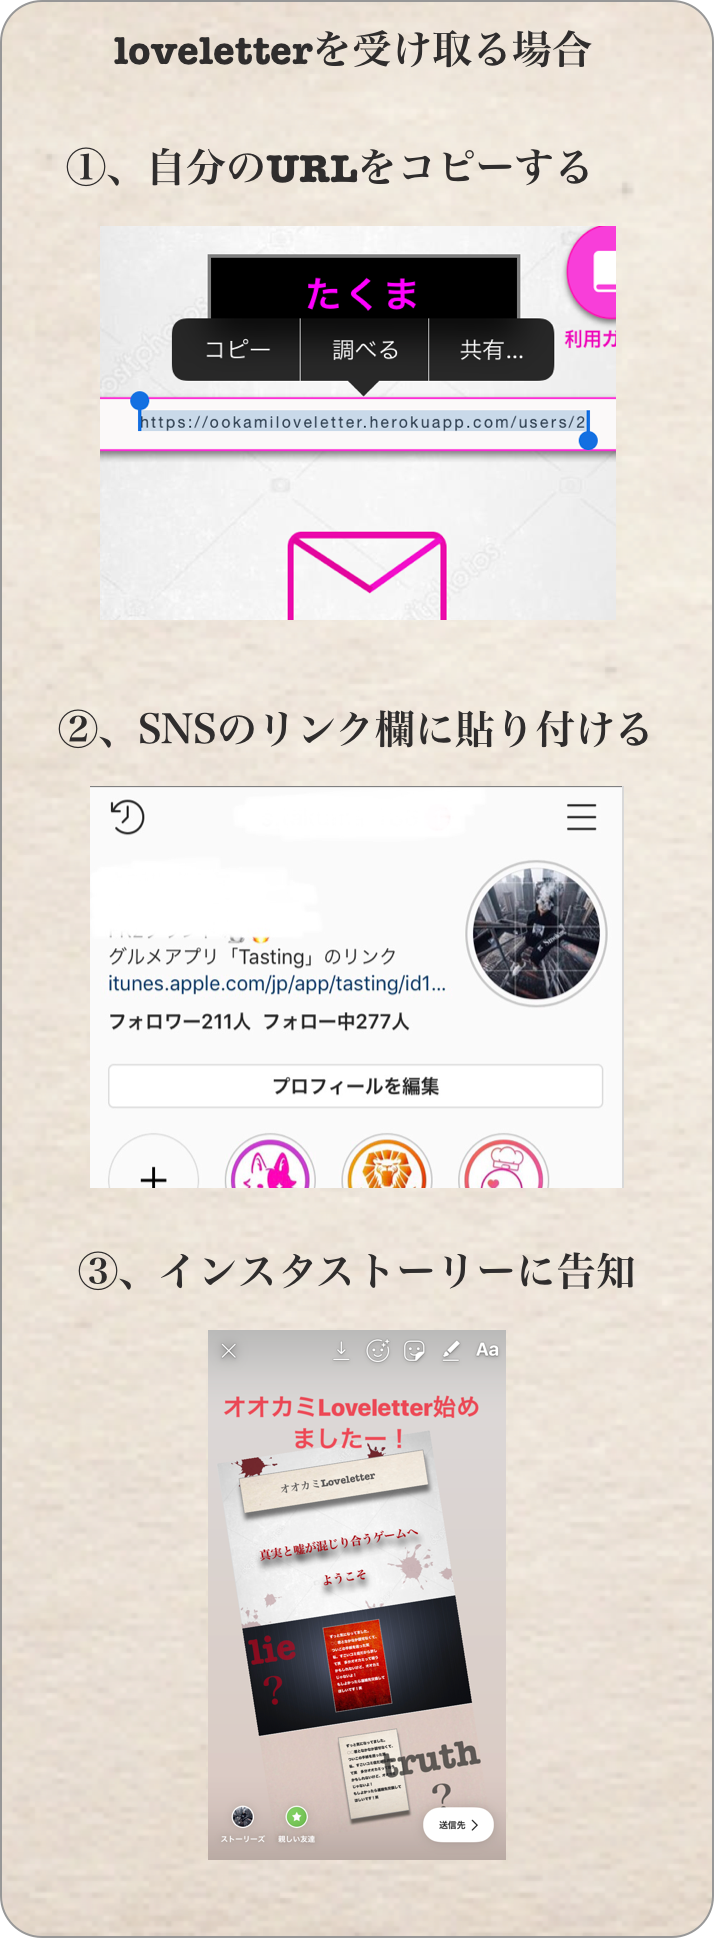 loveletterを受け取る場合
①、自分のURLをコピーする
たくま
利用ガ
コピー 調べる 共有...
https://ookamiloveletter.herokuapp.com/users/2
②、SNSのリンク欄に貼り付ける
グルメアプリ「Tasting」のリンク
itunes.apple.com/jp/app/tasting/id1...
フォロワー211人 フォロー中277人
プロフィールを編集
③、インスタストーリーに告知
Aa
オオカミLoveletter始め
ましたー！
オオカミLoveletter
真実と嘘が混じり合うゲームへ
ようこそ
lie
?
truth
?
ストーリーズ 親しい友達
送信先